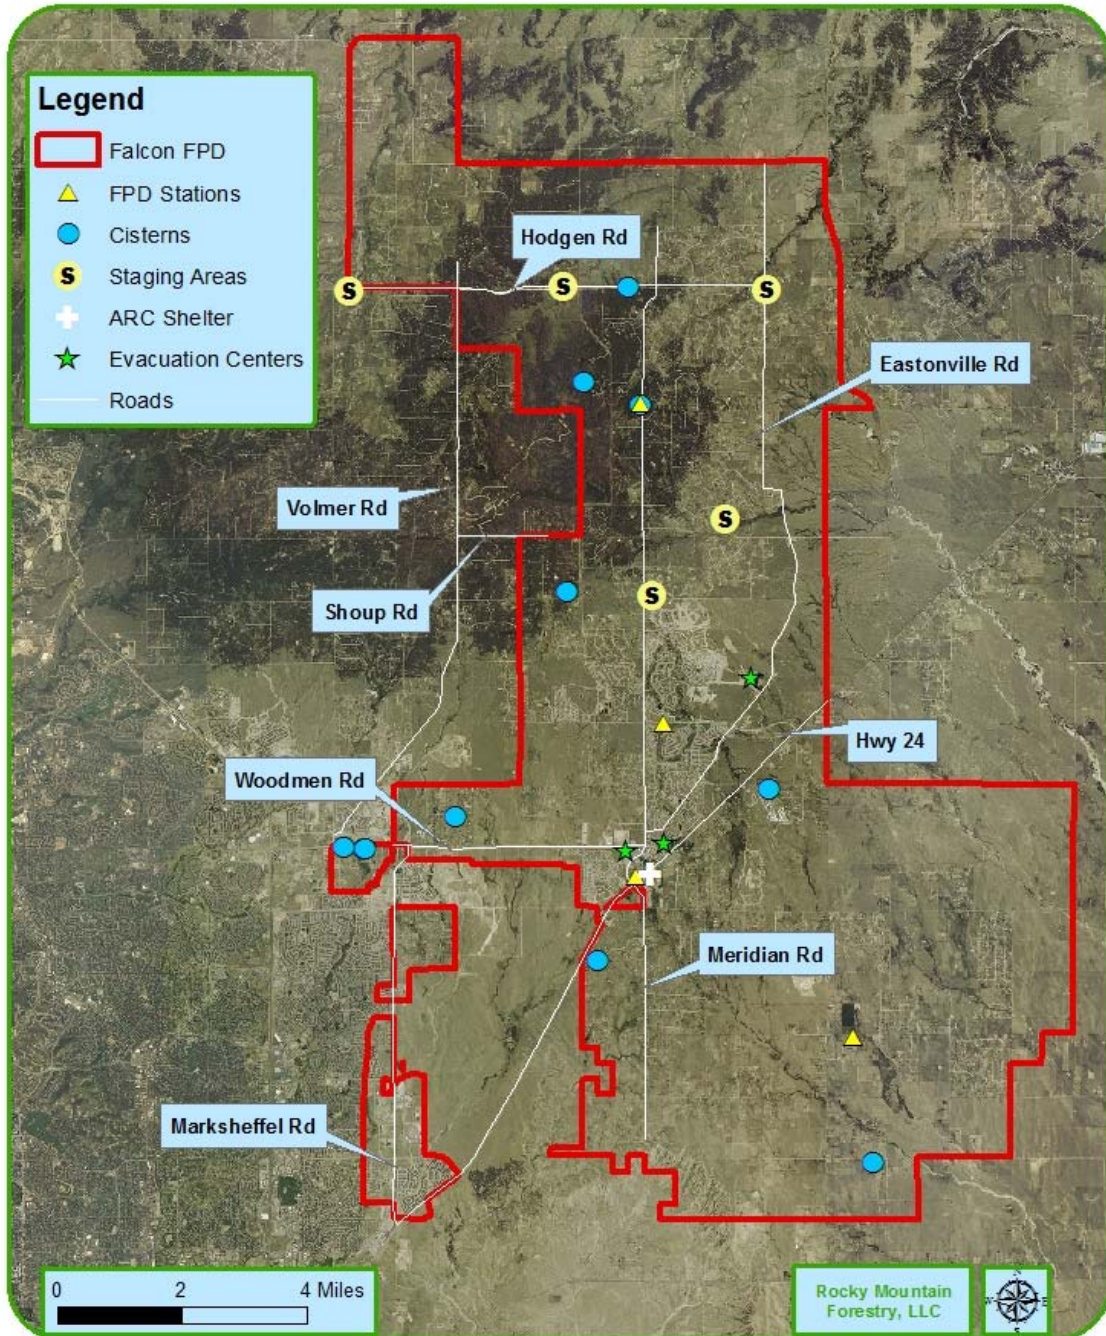 Legend
Falcon FPD
FPD Stations
Cisterns
S Staging Areas
ARC Shelter
Evacuation Centers
Roads
Hodgen Rd
S
S
S
Eastonville Rd
Volmer Rd
S
Shoup Rd
S
Hwy 24
Woodmen Rd
Meridian Rd
Marksheffel Rd
0 2 4 Miles
Rocky Mountain
Forestry, LLC
N
W E
S